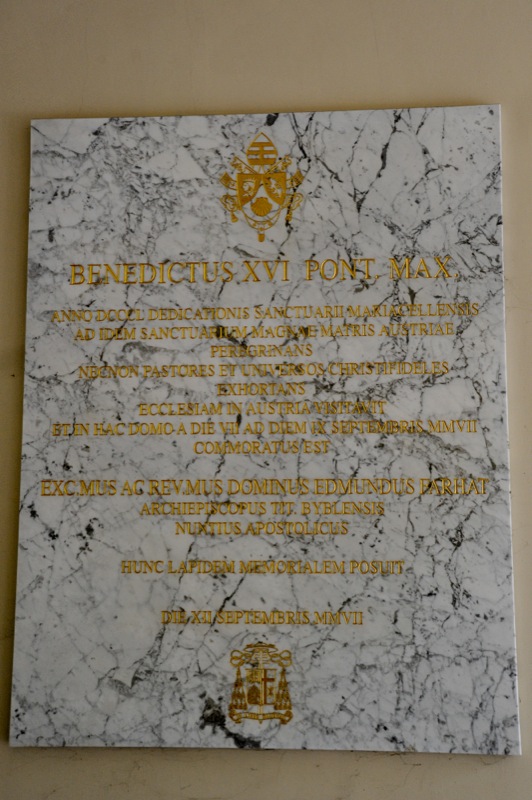 BENEDICTUS XVI PONT. MAX.
ANNO DCCCL DEDICATIONIS SANCTUARII MARIACELLENSIS
AD IDEM SANCTUARIUM MAGNAE MATRIS AUSTRIAE
PEREGRINANS
NECNON PASTORES ET UNIVERSOS CHRISTIFIDELES
EXHORTANS
ECCLESIAM IN AUSTRIA VISITAVIT
ET IN HAC DOMO A DIE VII AD DIEM IX SEPTEMBRIS MMVII
COMMORATUS EST
EXC.MUS AC REV.MUS DOMINUS EDMUNDUS FARHAT
ARCHIEPISCOPUS TIT. BYBLENSIS
NUNTIUS APOSTOLICUS
HUNC LAPIDEM MEMORIALEM POSUIT
DIE XII SEPTEMBRIS MMVII